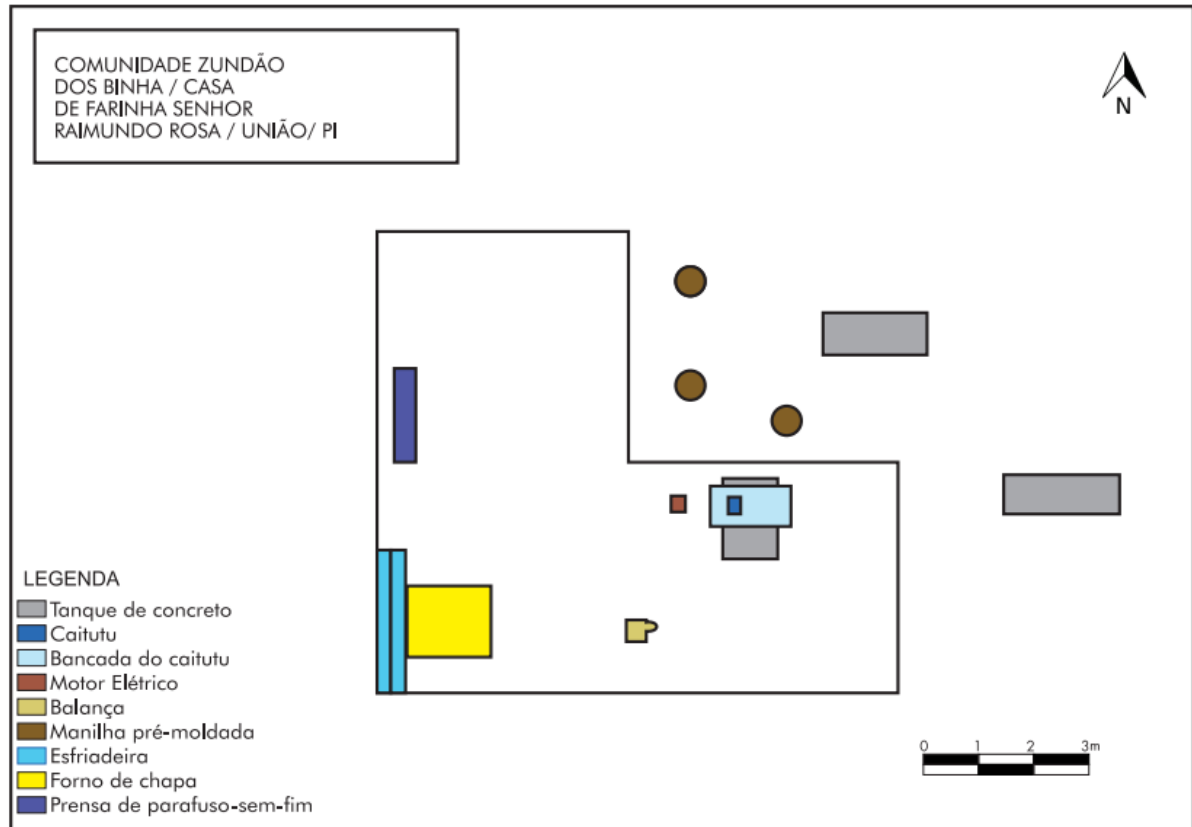 COMUNIDADE ZUNDÃO
DOS BINHA / CASA
DE FARINHA SENHOR
RAIMUNDO ROSA / UNIÃO/ PI
N
LEGENDA
Tanque de concreto
Caitutu
Bancada do caitutu
Motor Elétrico
Balança
Manilha pré-moldada
Esfriadeira
Forno de chapa
Prensa de parafuso-sem-fim
0 1 2 3m